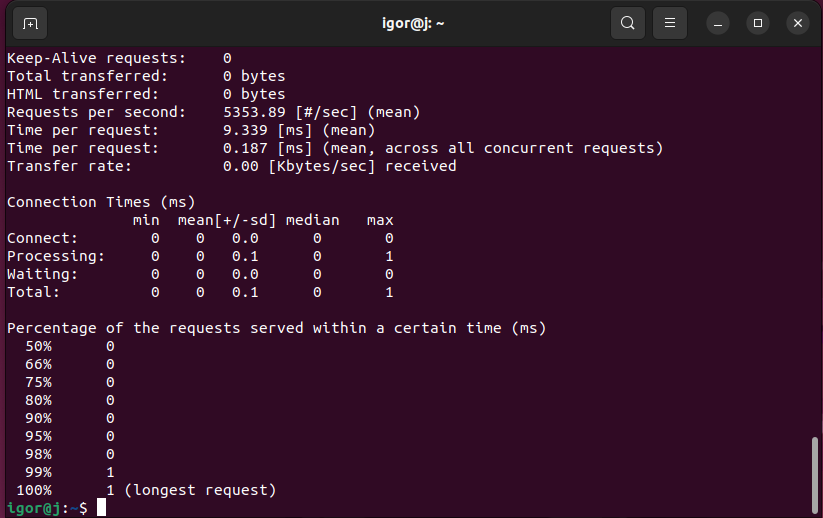 igor@j: ~
Keep-Alive requests:    0
Total transferred:      0 bytes
HTML transferred:       0 bytes
Requests per second:    5353.89 [#/sec] (mean)
Time per request:       9.339 [ms] (mean)
Time per request:       0.187 [ms] (mean, across all concurrent requests)
Transfer rate:          0.00 [Kbytes/sec] received
Connection Times (ms)
              min  mean[+/-sd] median   max
Connect:        0    0   0.0      0       0
Processing:     0    0   0.1      0       1
Waiting:        0    0   0.0      0       0
Total:          0    0   0.1      0       1
Percentage of the requests served within a certain time (ms)
  50%      0
  66%      0
  75%      0
  80%      0
  90%      0
  95%      0
  98%      0
  99%      1
 100%      1 (longest request)
igor@j:~$